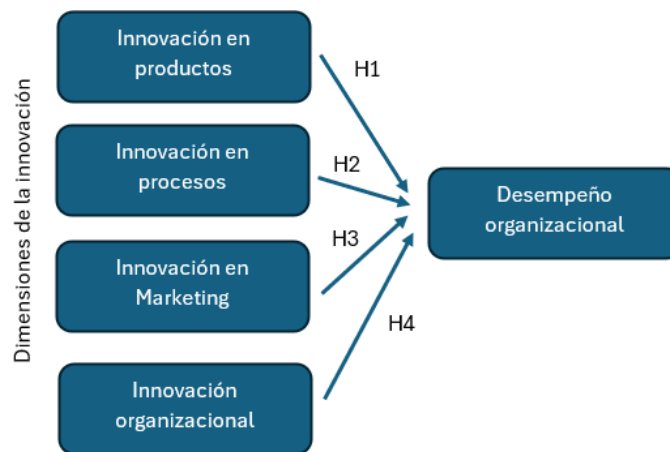 Dimensiones de la innovación
Innovación en
productos
H1
Innovación en
procesos
H2
Desempeño
organizacional
Innovación en
Marketing
H3
H4
Innovación
organizacional